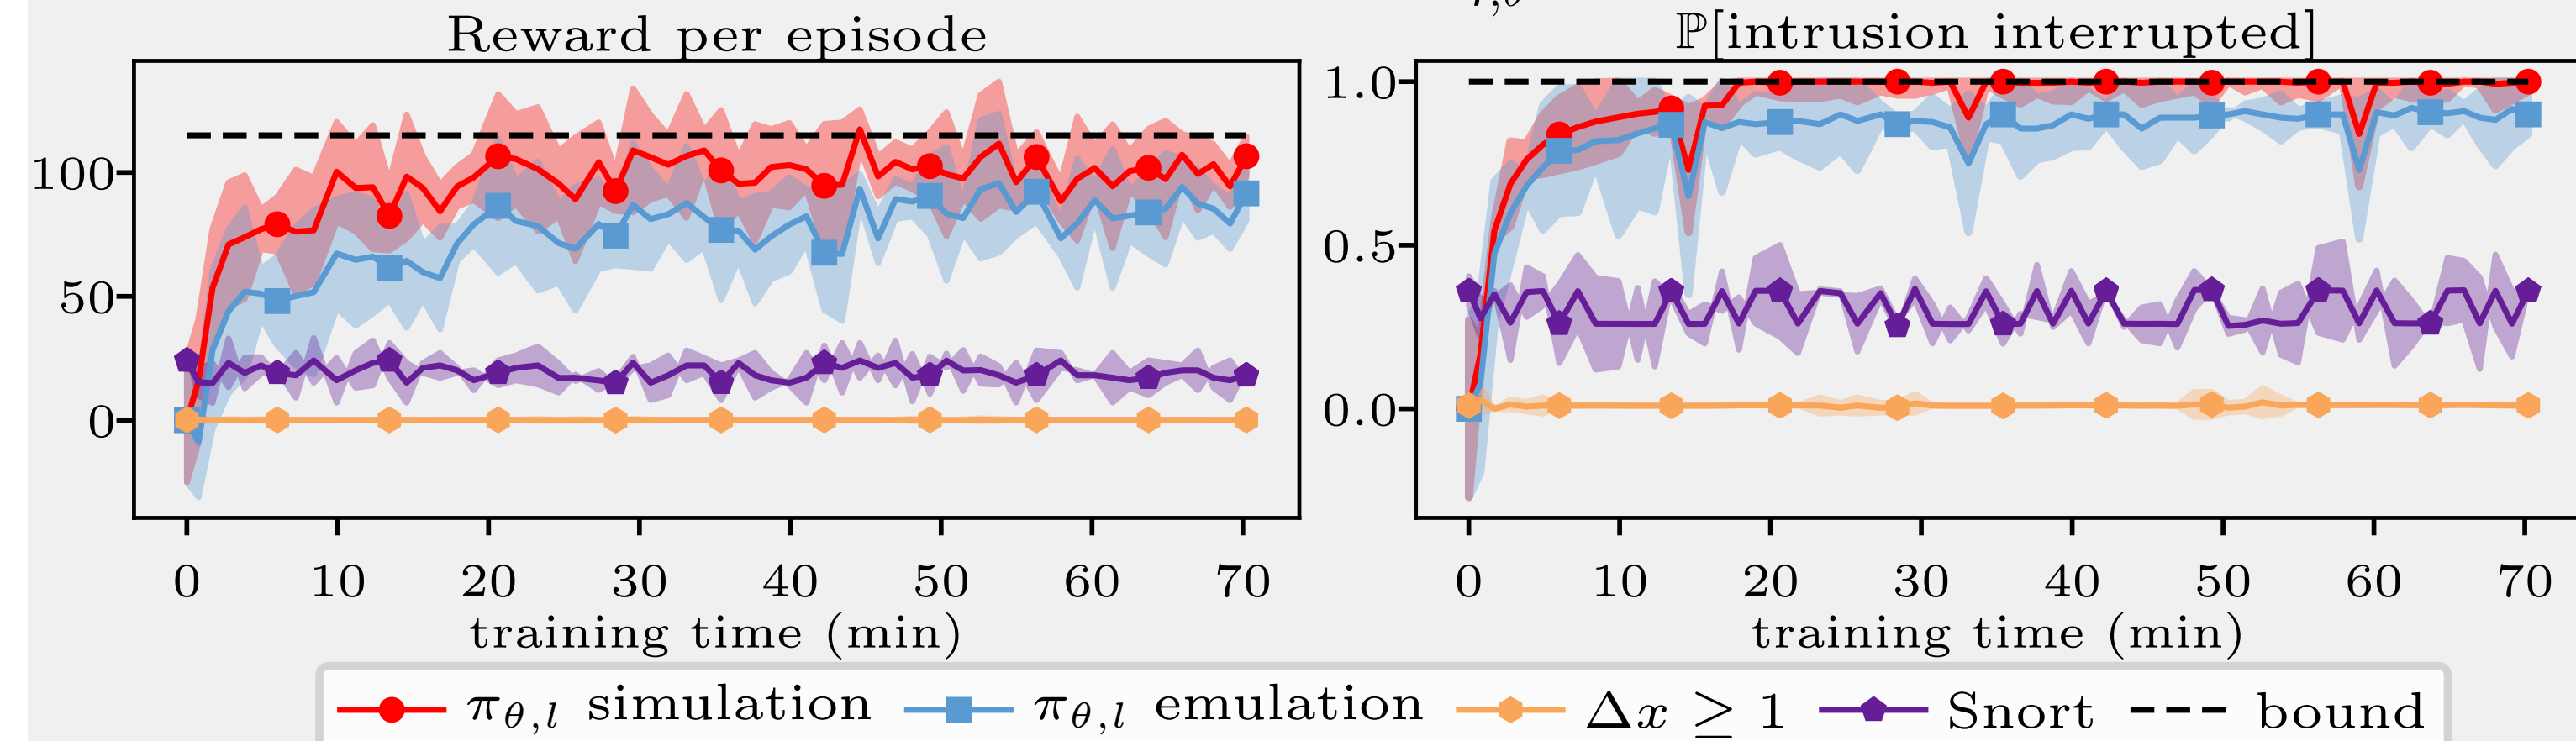 Reward per episode
ℙ[intrusion interrupted]
100
50
0
1.0
0.5
0.0
0 10 20 30 40 50 60 70
0 10 20 30 40 50 60 70
training time (min)
training time (min)
π_{θ,l} simulation π_{θ,l} emulation Δx ≥ 1 Snort bound